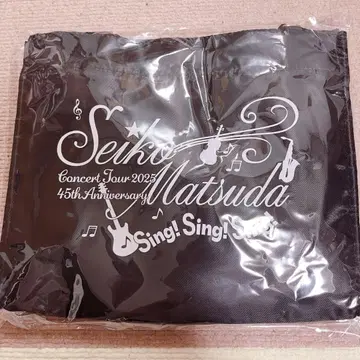 Seiko
Concert Tour 2025
45th Anniversary
Matsuda
Sing! Sing!